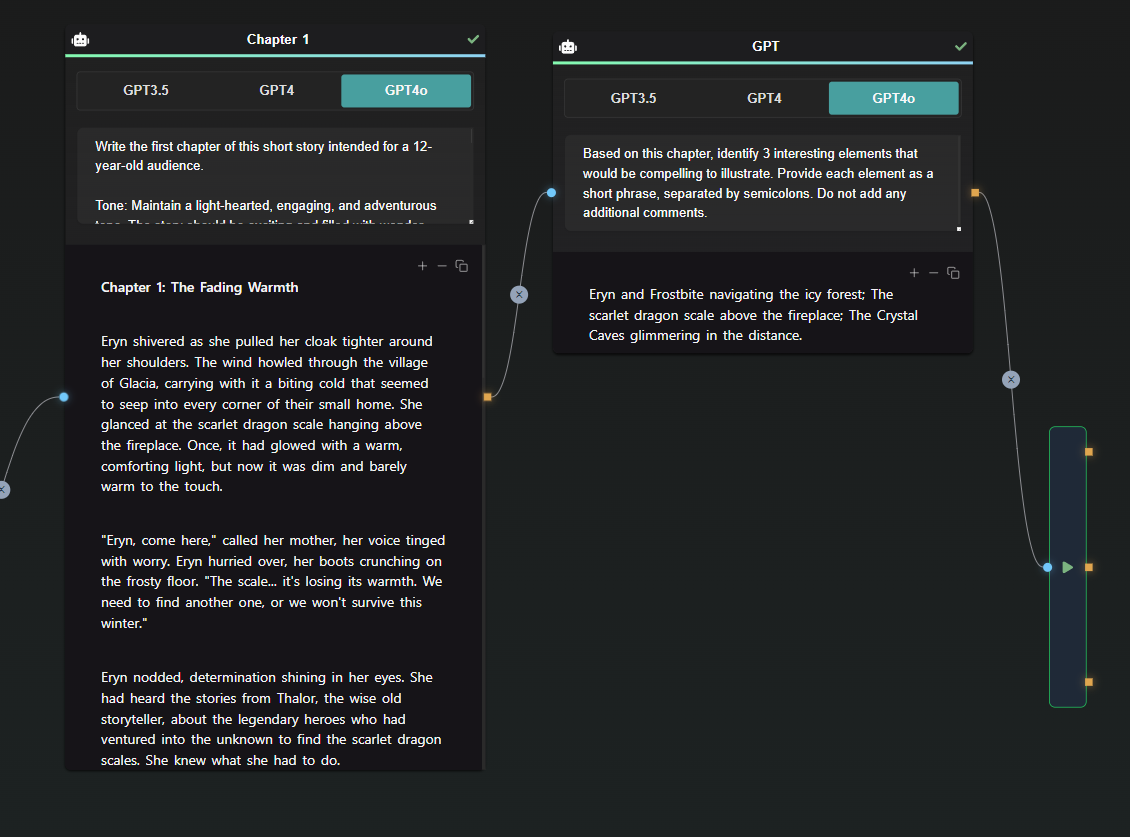 Chapter 1
GPT3.5
GPT4
GPT4o
Write the first chapter of this short story intended for a 12-
year-old audience.
Tone: Maintain a light-hearted, engaging, and adventurous
tone. The story should be exciting and filled with wonder
Chapter 1: The Fading Warmth
Eryn shivered as she pulled her cloak tighter around
her shoulders. The wind howled through the village
of Glacia, carrying with it a biting cold that seemed
to seep into every corner of their small home. She
glanced at the scarlet dragon scale hanging above
the fireplace. Once, it had glowed with a warm,
comforting light, but now it was dim and barely
warm to the touch.
"Eryn, come here," called her mother, her voice tinged
with worry. Eryn hurried over, her boots crunching on
the frosty floor. "The scale... it's losing its warmth. We
need to find another one, or we won't survive this
winter."
Eryn nodded, determination shining in her eyes. She
had heard the stories from Thalor, the wise old
storyteller, about the legendary heroes who had
ventured into the unknown to find the scarlet dragon
scales. She knew what she had to do.
GPT
GPT3.5
GPT4
GPT4o
Based on this chapter, identify 3 interesting elements that
would be compelling to illustrate. Provide each element as a
short phrase, separated by semicolons. Do not add any
additional comments.
Eryn and Frostbite navigating the icy forest; The
scarlet dragon scale above the fireplace; The Crystal
Caves glimmering in the distance.